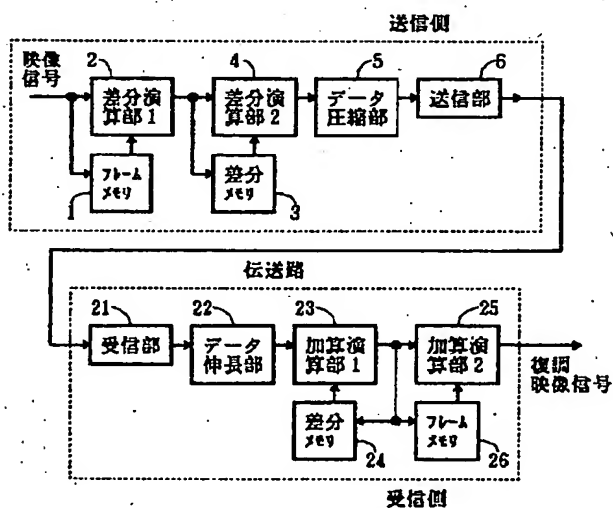 送信側
映像
信号
2
4
5
6
差分演
算部1
差分演
算部2
データ
圧縮部
送信部
フレーム
メモリ
差分
メモリ
1
3
伝送路
21
22
23
25
受信部
データ
伸長部
加算演
算部1
加算演
算部2
復調
映像信号
差分
メモリ
フレーム
メモリ
24
26
受信側